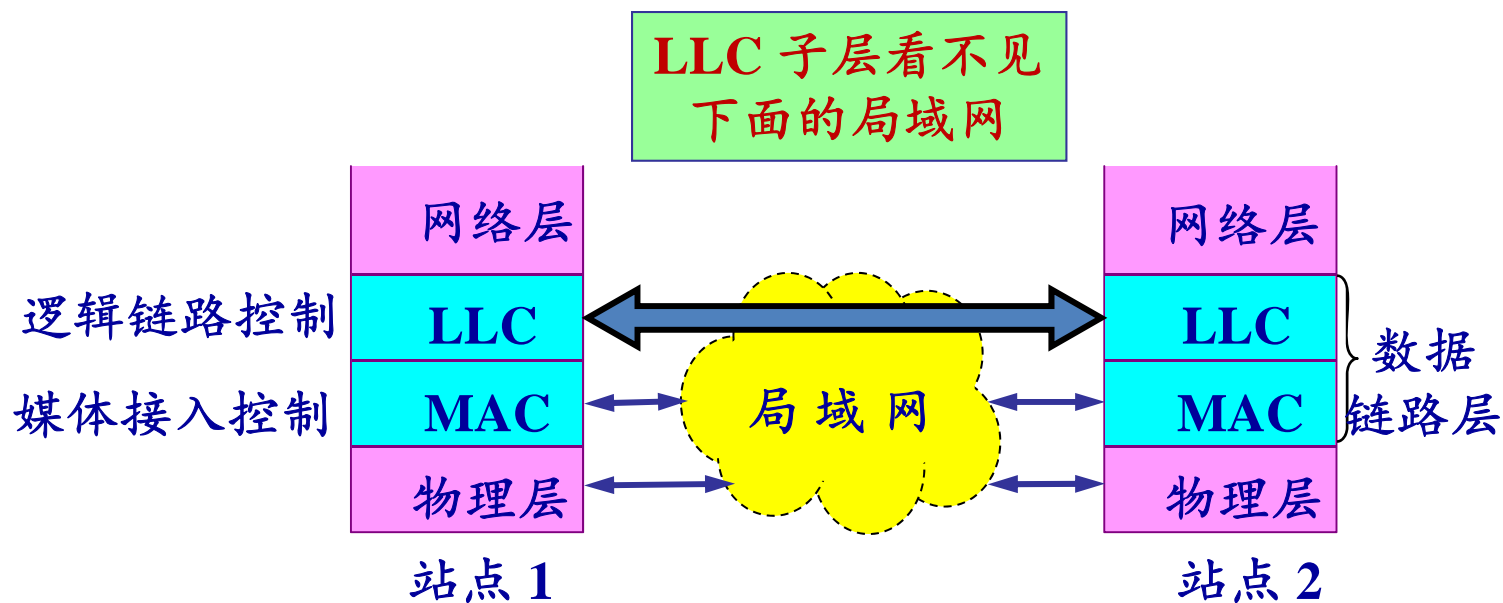 LLC 子层看不见
下面的局域网
网络层
网络层
逻辑链路控制
LLC
LLC
数据
链路层
媒体接入控制
MAC
局 域 网
MAC
物理层
物理层
站点 1
站点 2